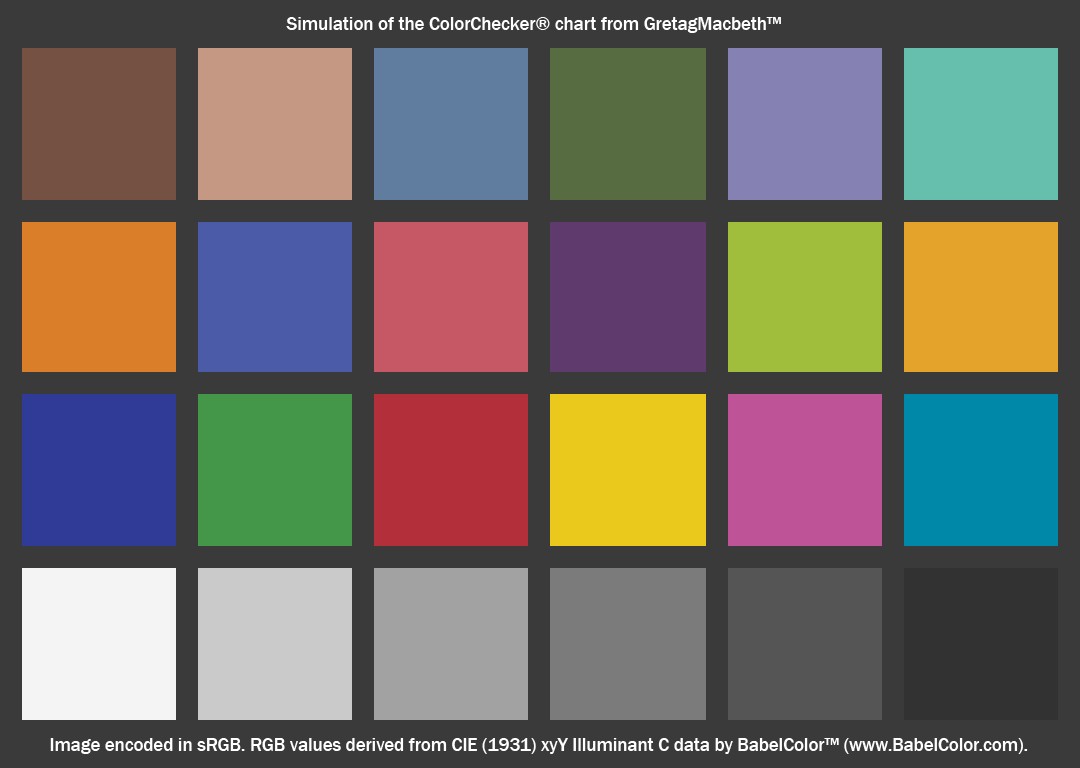 Simulation of the ColorChecker® chart from GretagMacbeth™
Image encoded in sRGB. RGB values derived from CIE (1931) xyY Illuminant C data by BabelColor™ (www.BabelColor.com).